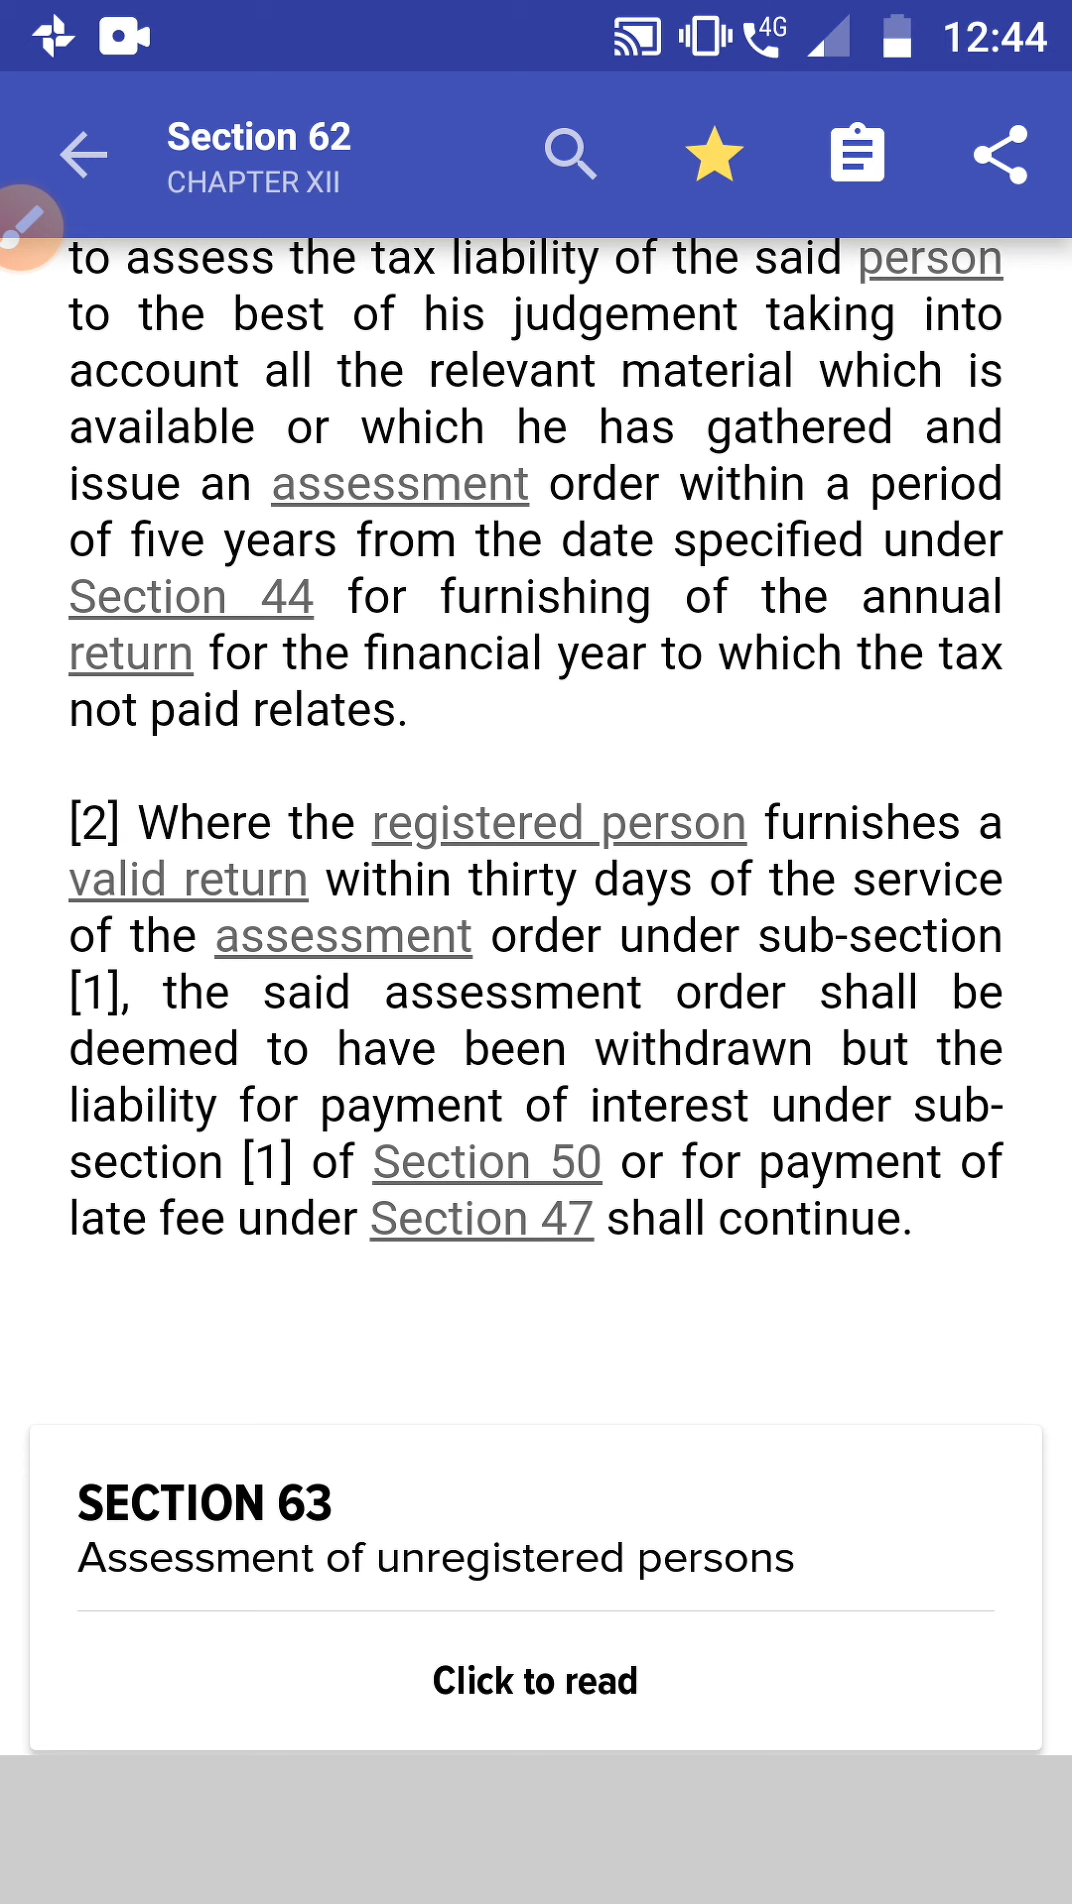 4G
12:44
Section 62
CHAPTER XII
to assess the tax liability of the said person
to the best of his judgement taking into
account all the relevant material which is
available or which he has gathered and
issue an assessment order within a period
of five years from the date specified under
Section 44 for furnishing of the annual
return for the financial year to which the tax
not paid relates.
[2] Where the registered person furnishes a
valid return within thirty days of the service
of the assessment order under sub-section
[1], the said assessment order shall be
deemed to have been withdrawn but the
liability for payment of interest under sub-
section [1] of Section 50 or for payment of
late fee under Section 47 shall continue.
SECTION 63
Assessment of unregistered persons
Click to read